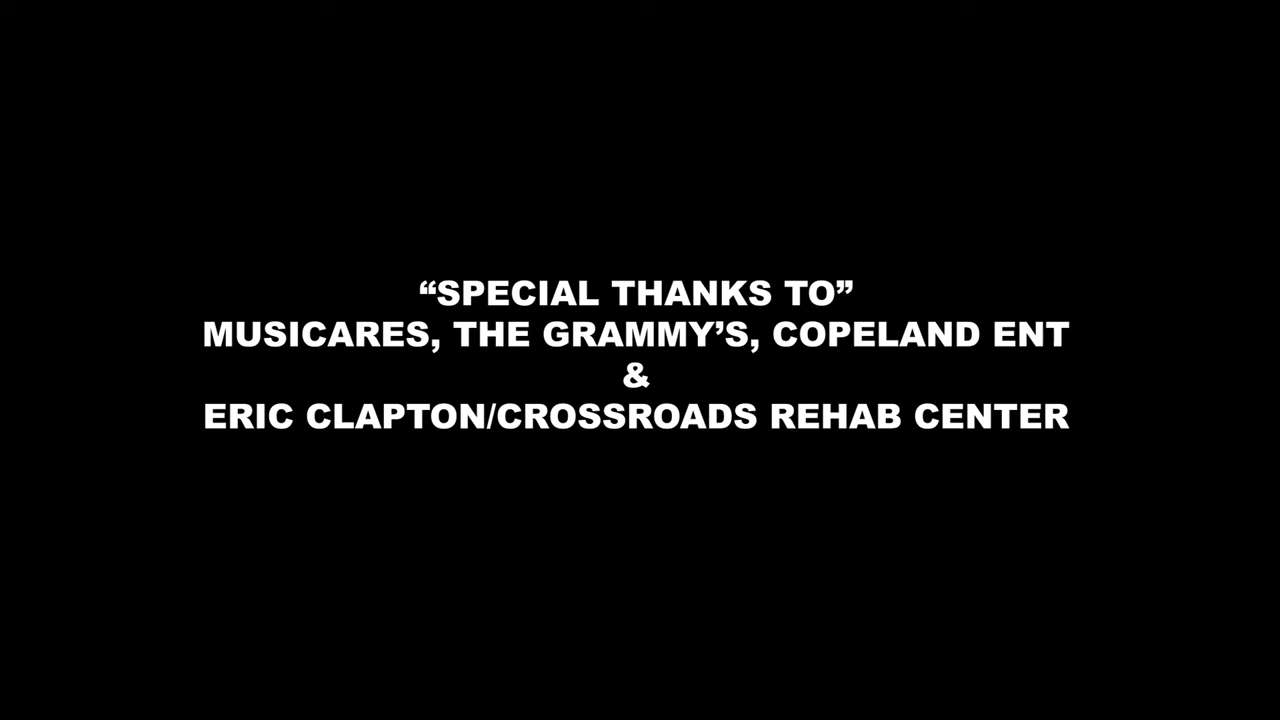 “SPECIAL THANKS TO”
MUSICARES, THE GRAMMY’S, COPELAND ENT
&
ERIC CLAPTON/CROSSROADS REHAB CENTER